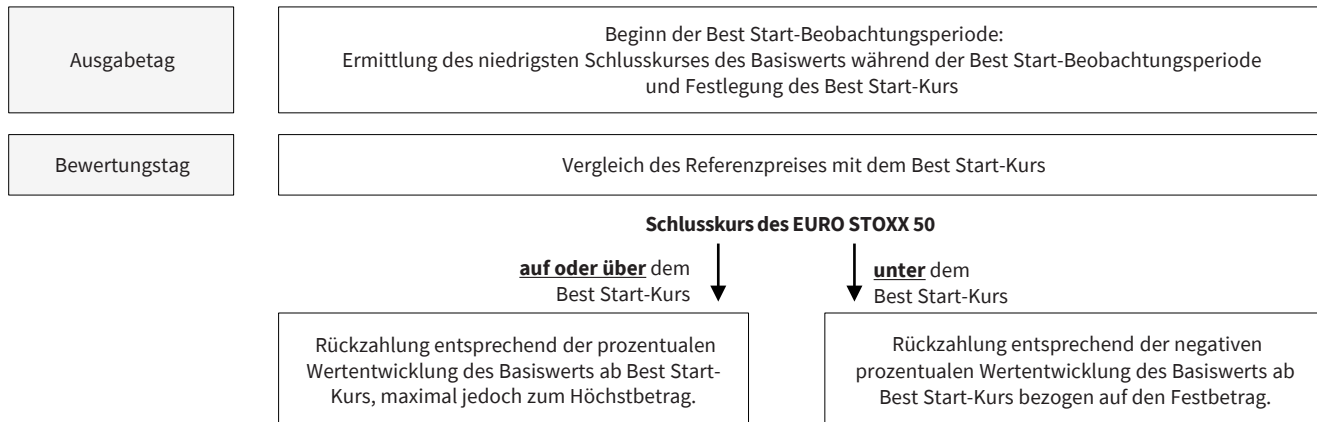 Ausgabetag
Beginn der Best Start-Beobachtungsperiode:
Ermittlung des niedrigsten Schlusskurses des Basiswerts während der Best Start-Beobachtungsperiode
und Festlegung des Best Start-Kurs
Bewertungstag
Vergleich des Referenzpreises mit dem Best Start-Kurs
Schlusskurs des EURO STOXX 50
auf oder über dem
Best Start-Kurs
unter dem
Best Start-Kurs
Rückzahlung entsprechend der prozentualen
Wertentwicklung des Basiswerts ab Best Start-
Kurs, maximal jedoch zum Höchstbetrag.
Rückzahlung entsprechend der negativen
prozentualen Wertentwicklung des Basiswerts ab
Best Start-Kurs bezogen auf den Festbetrag.